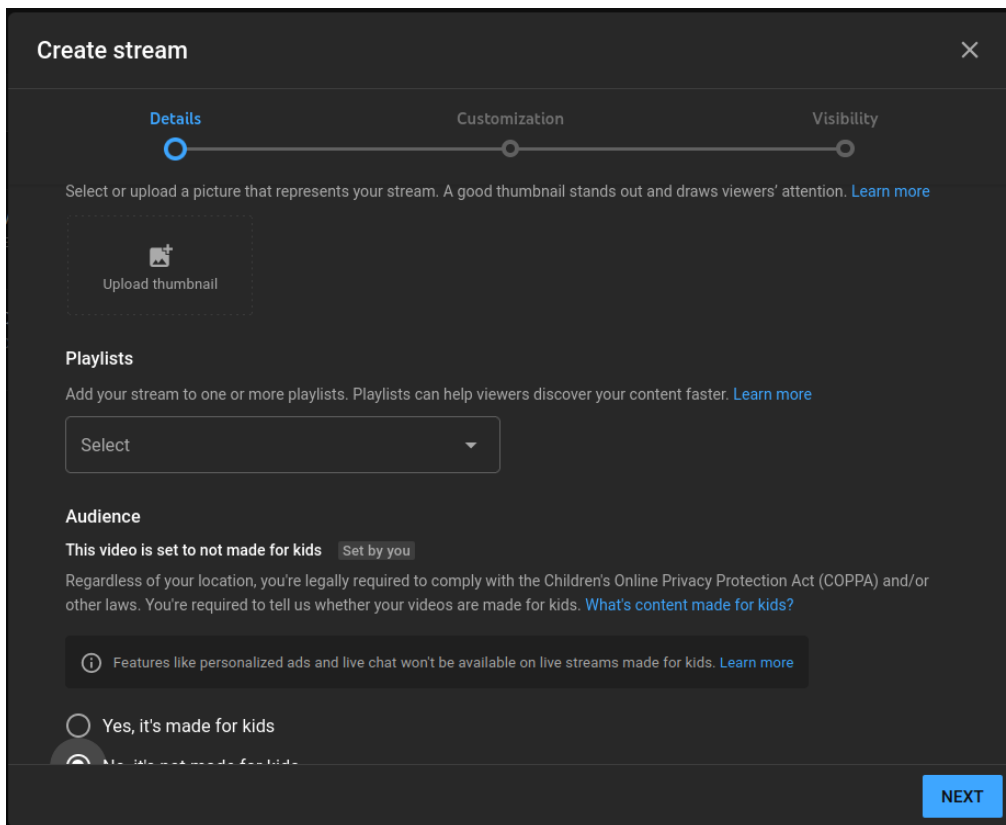 Create stream
Details
Customization
Visibility
Select or upload a picture that represents your stream. A good thumbnail stands out and draws viewers' attention. Learn more
Upload thumbnail
Playlists
Add your stream to one or more playlists. Playlists can help viewers discover your content faster. Learn more
Select
Audience
This video is set to not made for kids Set by you
Regardless of your location, you're legally required to comply with the Children's Online Privacy Protection Act (COPPA) and/or
other laws. You're required to tell us whether your videos are made for kids. What's content made for kids?
Features like personalized ads and live chat won't be available on live streams made for kids. Learn more
Yes, it's made for kids
No, it's not made for kids
NEXT